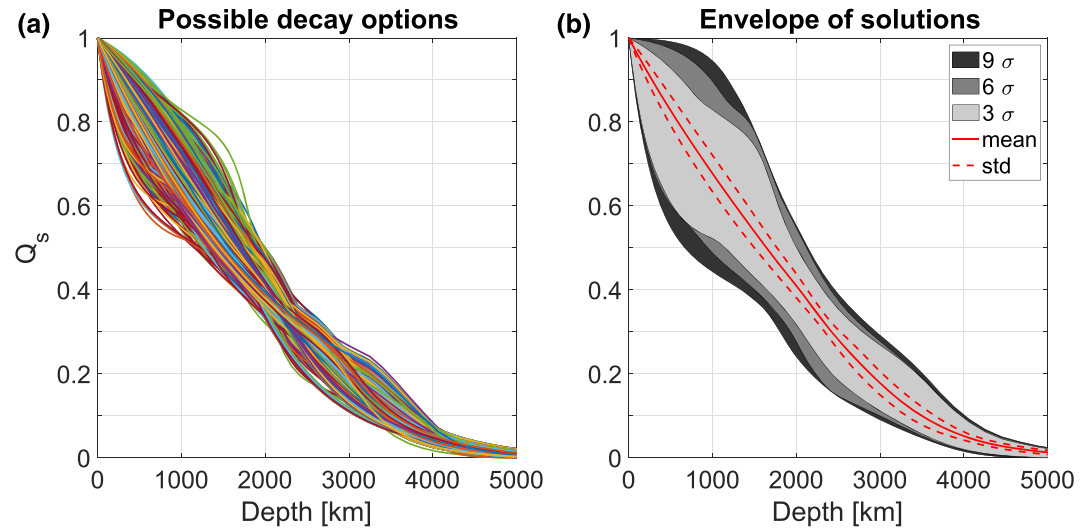 (a) Possible decay options
1
0.8
0.6
0.4
0.2
0
Q_s
0 1000 2000 3000 4000 5000
Depth [km]
(b) Envelope of solutions
9 σ
6 σ
3 σ
mean
std
1
0.8
0.6
0.4
0.2
0
0 1000 2000 3000 4000 5000
Depth [km]